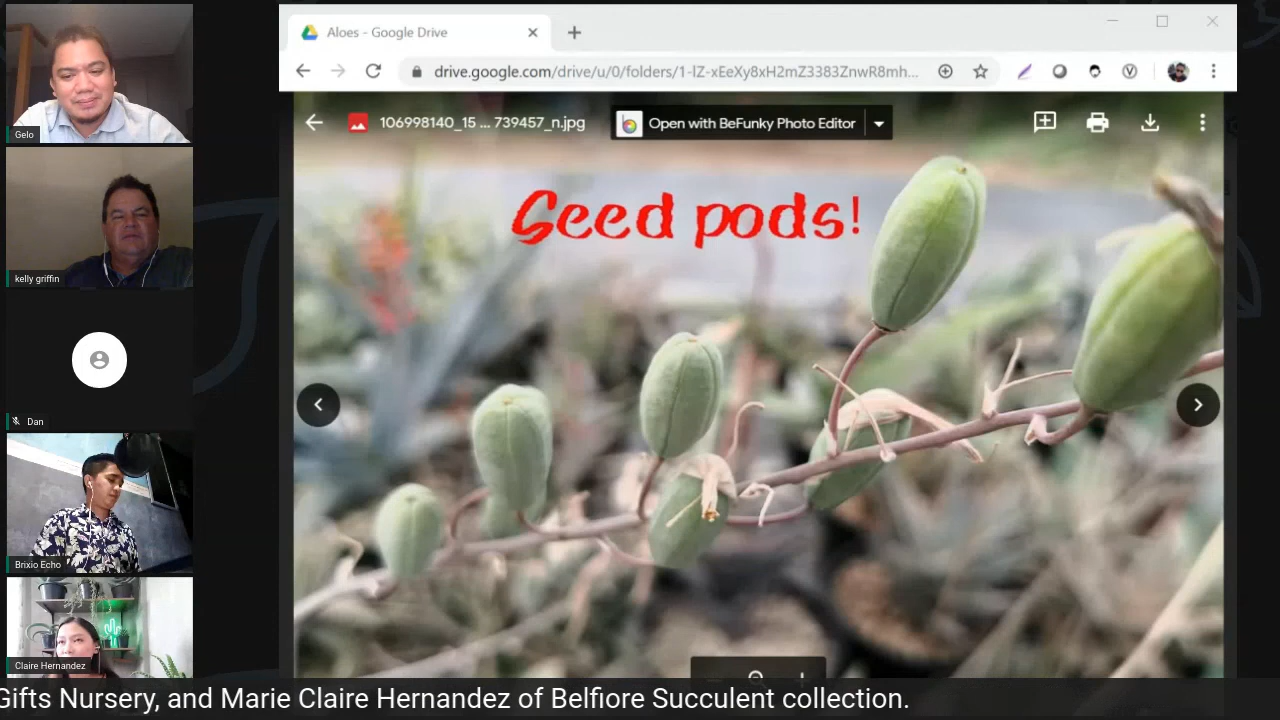 Gelo
kelly griffin
Dan
Brixio Echo
Claire Hernandez
Aloes - Google Drive
drive.google.com/drive/u/0/folders/1-lZ-xEeXy8xH2mZ3383ZnwR8mh...
106998140_15 ... 739457_n.jpg
Open with BeFunky Photo Editor
Seed pods!
Gifts Nursery, and Marie Claire Hernandez of Belfiore Succulent collection.